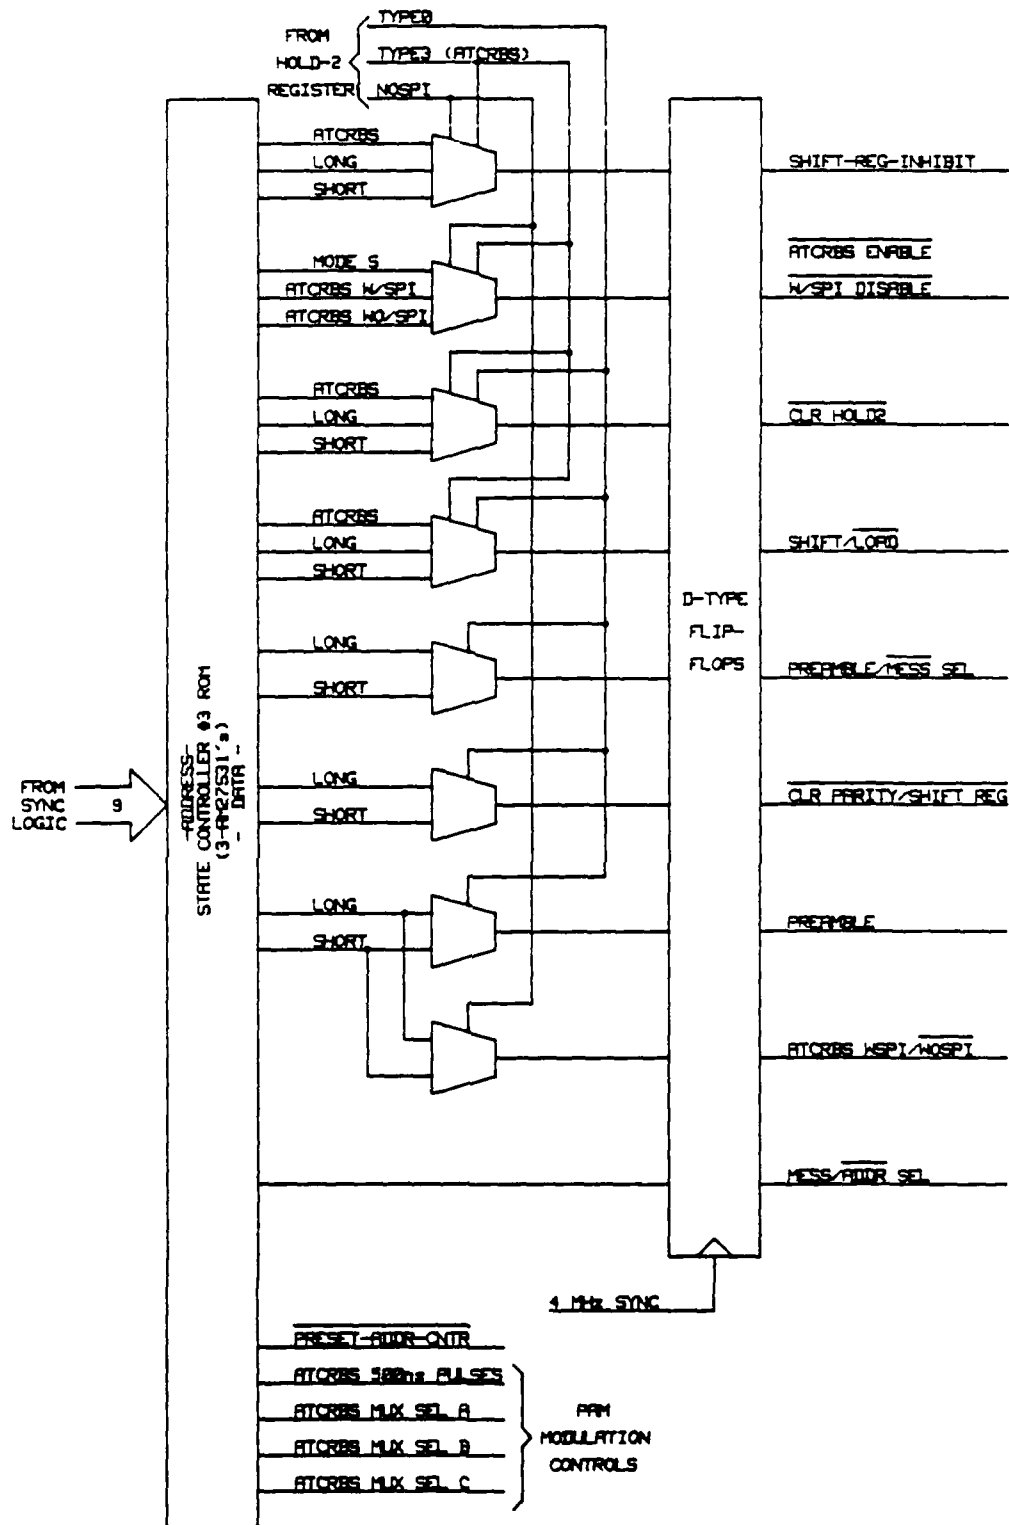 FROM
HOLD-2
REGISTER
TYPE0
TYPE3 (ATCRBS)
NOSPI
ATCRBS
LONG
SHORT
SHIFT-REG-INHIBIT
MODE S
ATCRBS W/SPI
ATCRBS WO/SPI
ATCRBS ENABLE
W/SPI DISABLE
ATCRBS
LONG
SHORT
CLR HOLD2
ATCRBS
LONG
SHORT
SHIFT/LOAD
D-TYPE
FLIP-
FLOPS
LONG
SHORT
PREAMBLE/MESS SEL
FROM
SYNC
LOGIC
9
-ADDRESS-
STATE CONTROLLER #3 ROM
(3-AM27S31's)
- DATA -
LONG
SHORT
CLR PARITY/SHIFT REG
LONG
SHORT
PREAMBLE
ATCRBS WSPI/WOSPI
MESS/ADDR SEL
4 MHz SYNC
PRESET-ADDR-CNTR
ATCRBS 500ns PULSES
ATCRBS MUX SEL A
ATCRBS MUX SEL B
ATCRBS MUX SEL C
PAM
MODULATION
CONTROLS